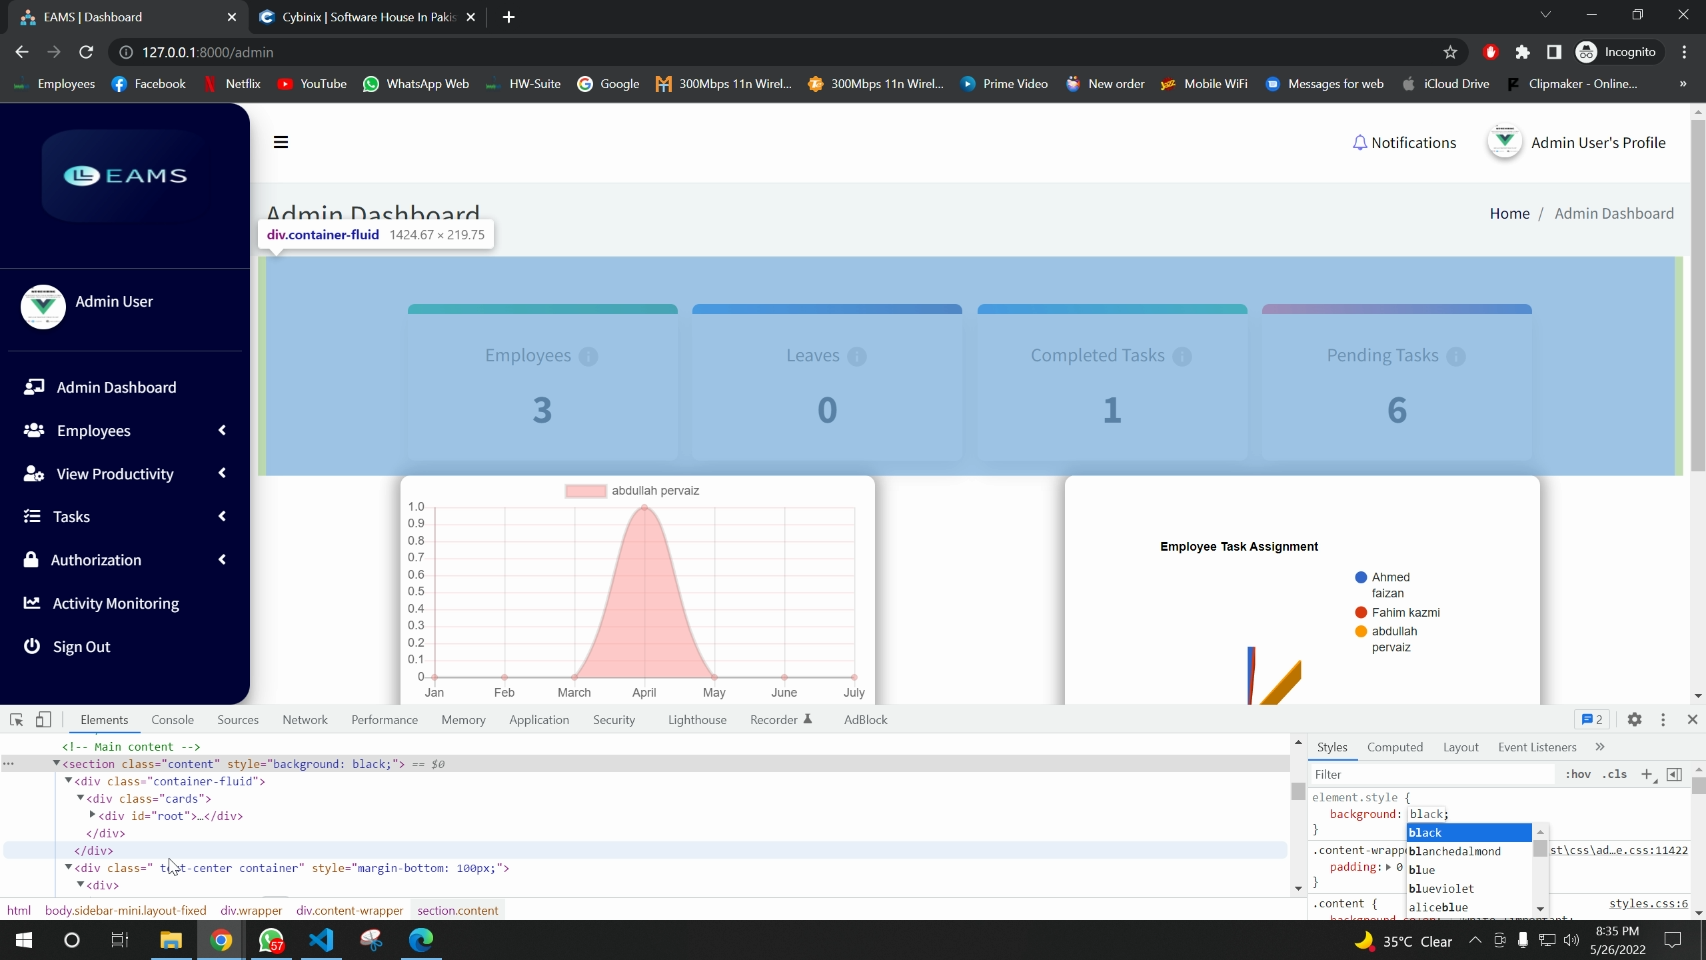 EAMS | Dashboard
Cybinix | Software House In Pakis
127.0.0.1:8000/admin
Incognito
Employees
Facebook
Netflix
YouTube
WhatsApp Web
HW-Suite
Google
300Mbps 11n Wirel...
300Mbps 11n Wirel...
Prime Video
New order
Mobile WiFi
Messages for web
iCloud Drive
Clipmaker - Online...
»
EAMS
Notifications
Admin User's Profile
Admin Dashboard
Home / Admin Dashboard
div.container-fluid 1424.67 × 219.75
Admin User
Admin Dashboard
Employees
View Productivity
Tasks
Authorization
Activity Monitoring
Sign Out
Employees
3
Leaves
0
Completed Tasks
1
Pending Tasks
6
abdullah pervaiz
1.0
0.9
0.8
0.7
0.6
0.5
0.4
0.3
0.2
0.1
0
Jan
Feb
March
April
May
June
July
Employee Task Assignment
Ahmed
faizan
Fahim kazmi
abdullah
pervaiz
Elements
Console
Sources
Network
Performance
Memory
Application
Security
Lighthouse
Recorder
AdBlock
2
<!-- Main content -->
<section class="content" style="background: black;"> == $0
<div class="container-fluid">
<div class="cards">
<div id="root">…</div>
</div>
</div>
<div class=" text-center container" style="margin-bottom: 100px;">
<div>
html
body.sidebar-mini.layout-fixed
div.wrapper
div.content-wrapper
section.content
Styles
Computed
Layout
Event Listeners
»
Filter
:hov
.cls
element.style {
background: black;
}
black
blanchedalmond
blue
blueviolet
aliceblue
.content-wrapp
st\css\ad…e.css:11422
padding: 0
}
.content {
styles.css:6
57
35°C Clear
8:35 PM
5/26/2022